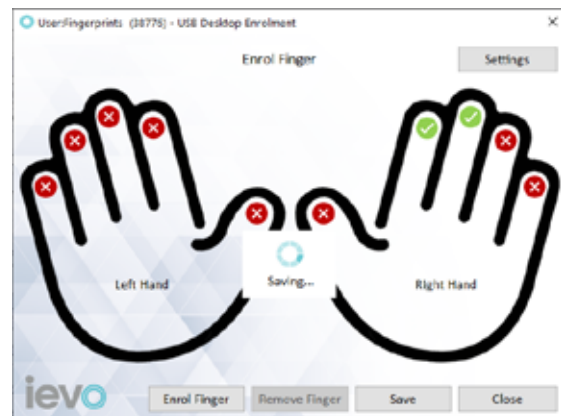 User:Fingerprints (38776) - USB Desktop Enrolment
Enrol Finger
Settings
Left Hand
Saving...
Right Hand
ievo
Enrol Finger
Remove Finger
Save
Close